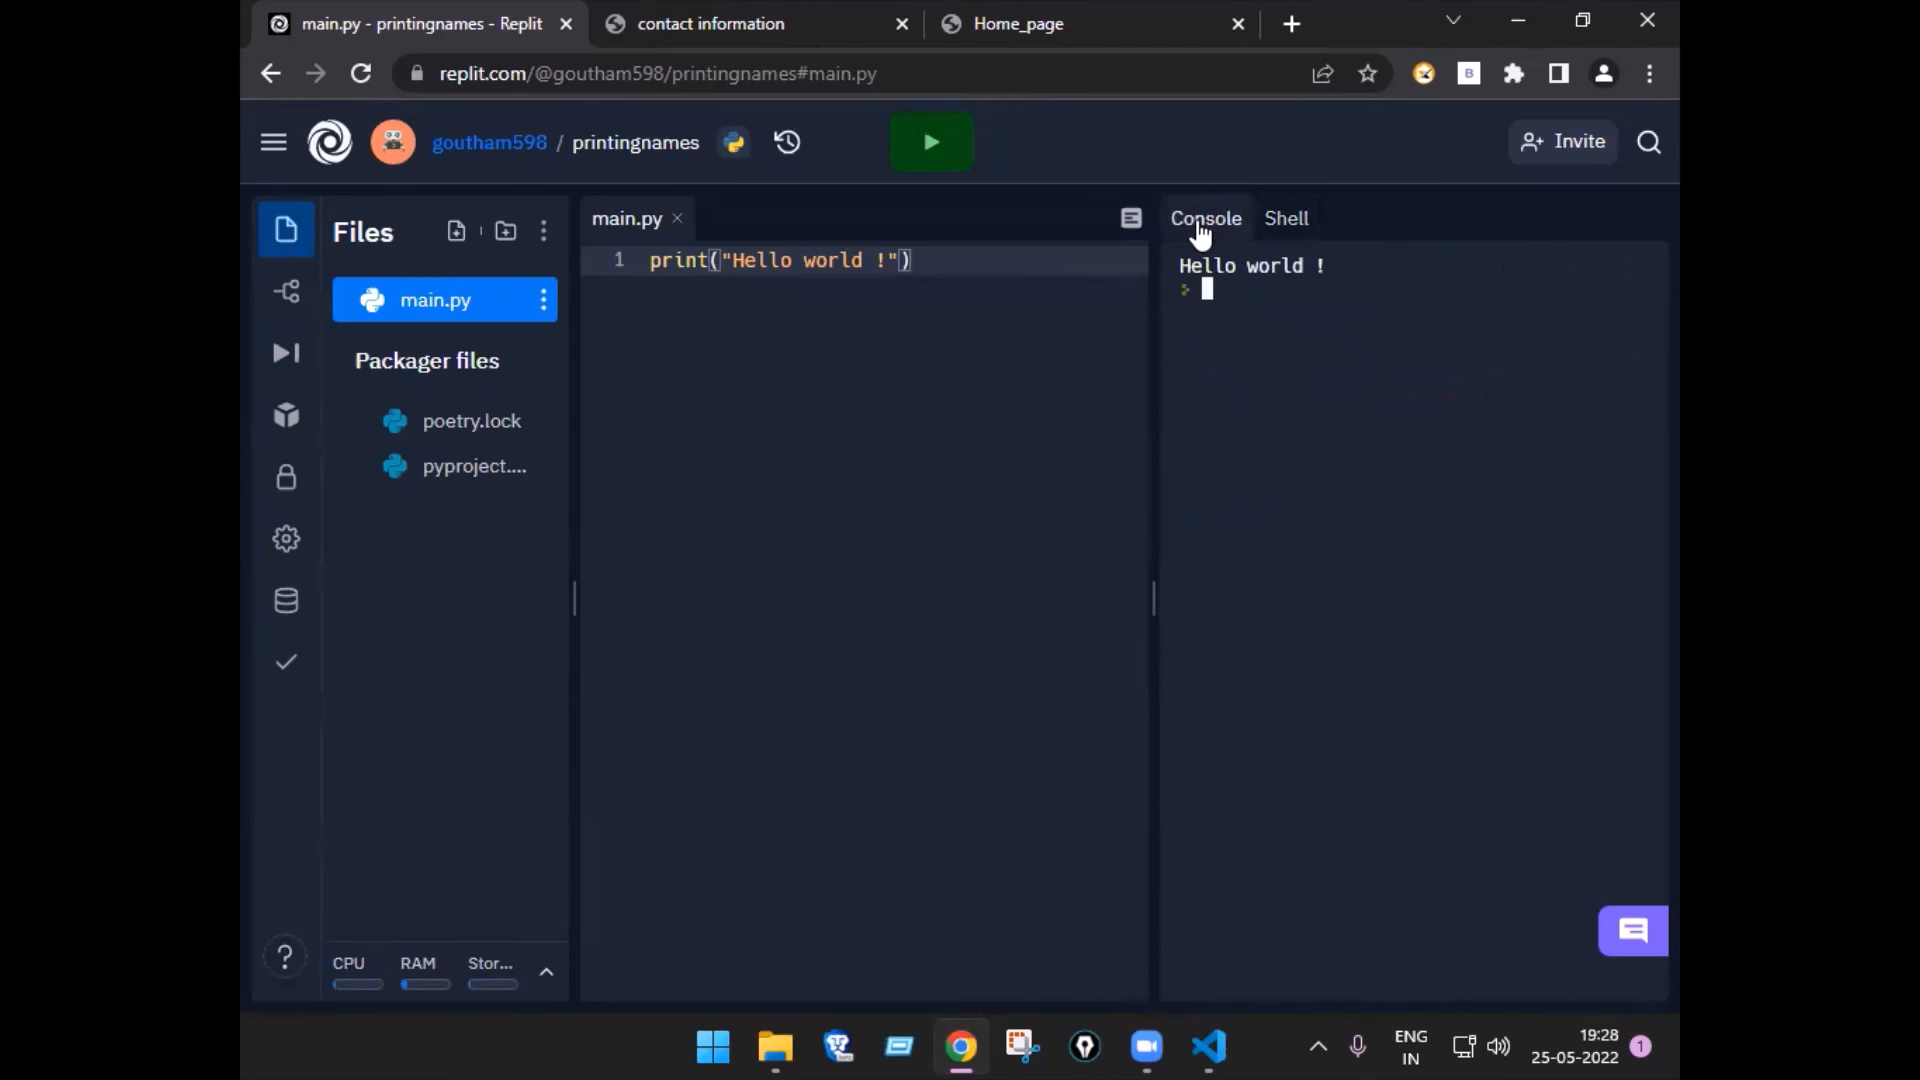 main.py - printingnames - Replit
contact information
Home_page
replit.com/@goutham598/printingnames#main.py
goutham598 / printingnames
Invite
Files
main.py
Packager files
poetry.lock
pyproject....
CPU
RAM
Stor...
main.py
1 print("Hello world !")
Console
Shell
Hello world !
ENG
IN
19:28
25-05-2022
1